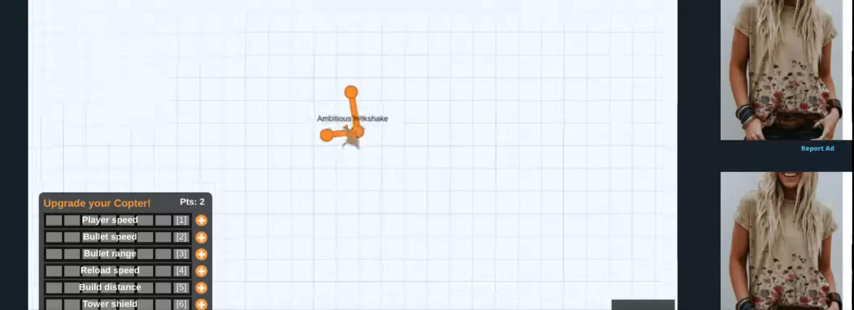 Ambitious Milkshake
Report Ad
Upgrade your Copter! Pts: 2
Player speed [1]
Bullet speed [2]
Bullet range [3]
Reload speed [4]
Build distance [5]
Tower shield [6]